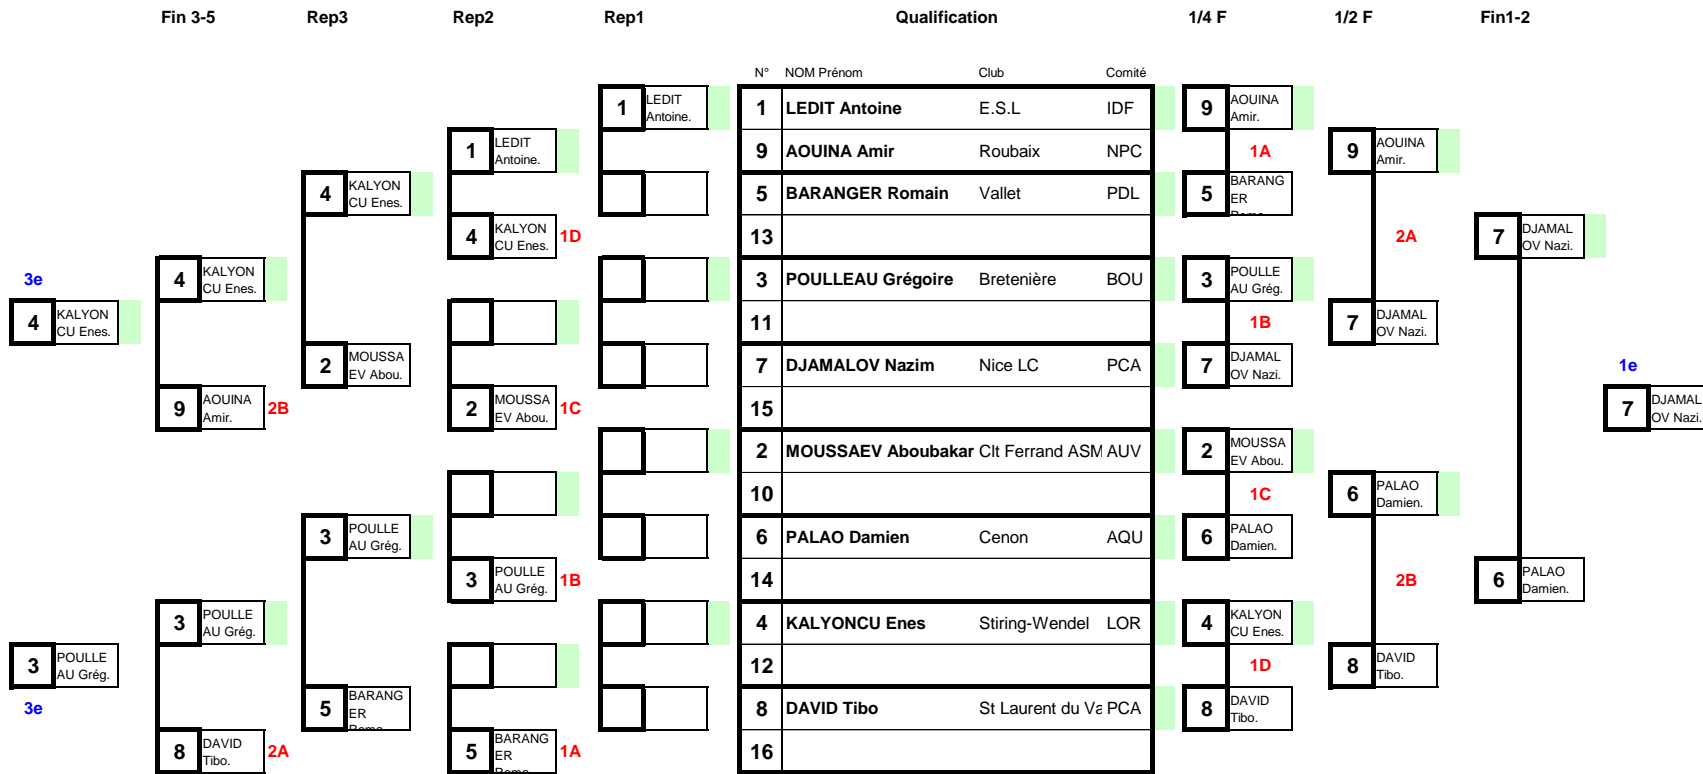 Fin 3-5 Rep3 Rep2 Rep1 Qualification 1/4 F 1/2 F Fin1-2
N° NOM Prénom Club Comité
1 LEDIT Antoine. 1 LEDIT Antoine E.S.L IDF 9 AOUINA Amir.
1 LEDIT Antoine. 9 AOUINA Amir Roubaix NPC 1A 9 AOUINA Amir.
4 KALYON CU Enes. 5 BARANGER Romain Vallet PDL 5 BARANG ER
4 KALYON CU Enes. 1D 13 2A 7 DJAMAL OV Nazi.
3e 4 KALYON CU Enes. 3 POULLEAU Grégoire Bretenière BOU 3 POULLE AU Grég.
4 KALYON CU Enes. 11 1B 7 DJAMAL OV Nazi.
2 MOUSSA EV Abou. 7 DJAMALOV Nazim Nice LC PCA 7 DJAMAL OV Nazi. 1e
9 AOUINA Amir. 2B 2 MOUSSA EV Abou. 1C 15 7 DJAMAL OV Nazi.
2 MOUSSAEV Aboubakar Clt Ferrand ASM AUV 2 MOUSSA EV Abou.
10 1C 6 PALAO Damien.
3 POULLE AU Grég. 6 PALAO Damien Cenon AQU 6 PALAO Damien.
3 POULLE AU Grég. 1B 14 2B 6 PALAO Damien.
3 POULLE AU Grég. 4 KALYONCU Enes Stiring-Wendel LOR 4 KALYON CU Enes.
3 POULLE AU Grég. 12 1D 8 DAVID Tibo.
3e 5 BARANG ER 8 DAVID Tibo St Laurent du Va PCA 8 DAVID Tibo.
8 DAVID Tibo. 2A 5 BARANG ER 1A 16